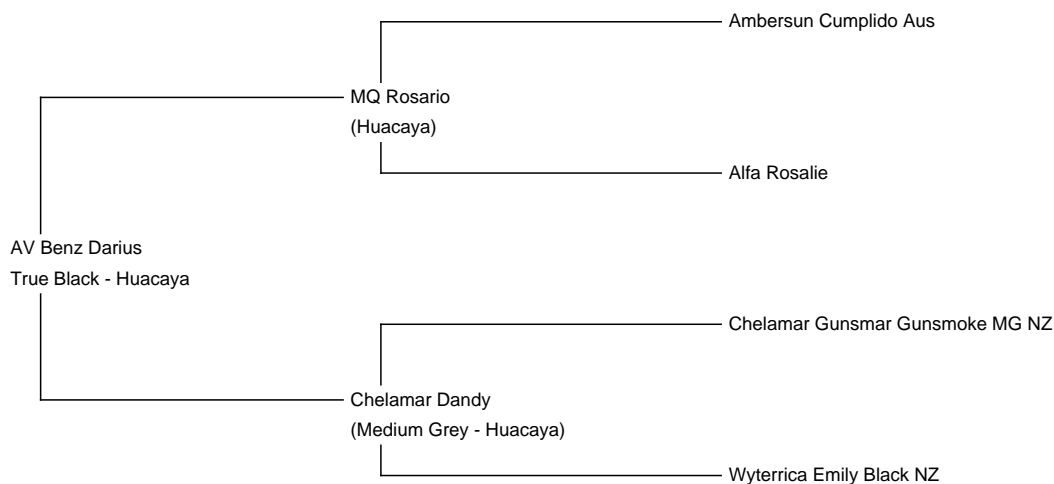 Ambersun Cumplido Aus
MQ Rosario
(Huacaya)
Alfa Rosalie
AV Benz Darius
True Black - Huacaya
Chelamar Gunsmar Gunsmoke MG NZ
Chelamar Dandy
(Medium Grey - Huacaya)
Wyterrica Emily Black NZ